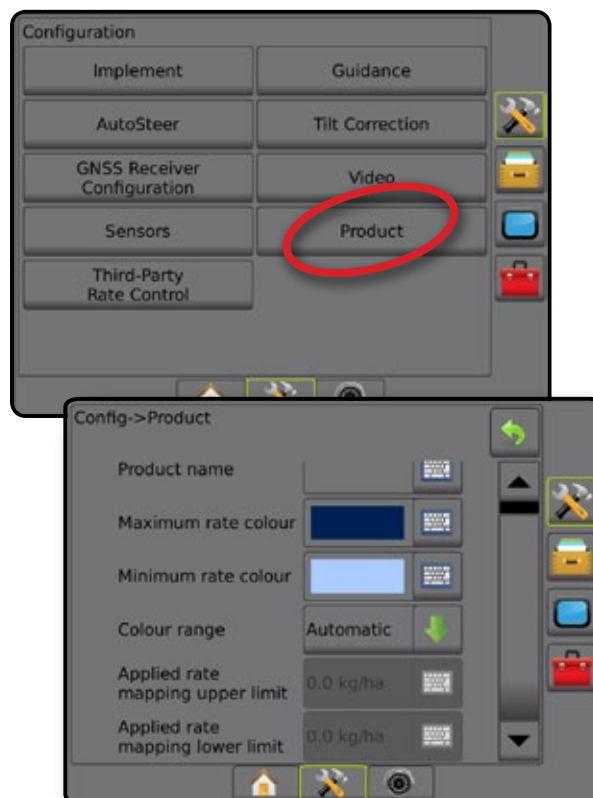 Configuration
Implement
Guidance
AutoSteer
Tilt Correction
GNSS Receiver
Configuration
Video
Sensors
Product
Third-Party
Rate Control
Config->Product
Product name
Maximum rate colour
Minimum rate colour
Colour range
Automatic
Applied rate
mapping upper limit
0.0 kg/ha
Applied rate
mapping lower limit
0.0 kg/ha